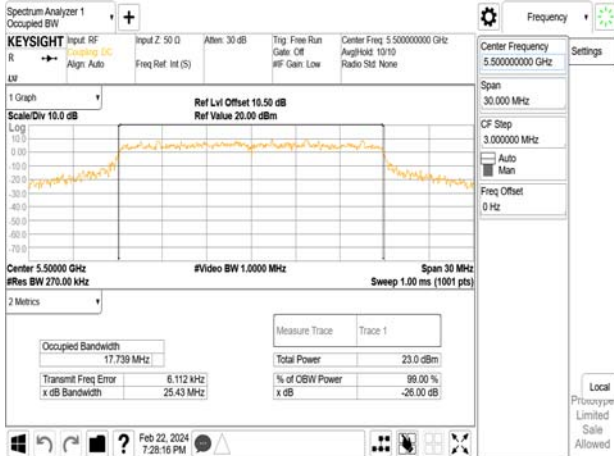 Spectrum Analyzer 1
Occupied BW
KEYSIGHT
R
LXI
Input: RF
Coupling: DC
Align: Auto
Input Z: 50 Ω
Freq Ref: Int (S)
Atten: 30 dB
Trig: Free Run
Gate: Off
#IF Gain: Low
Center Freq: 5.500000000 GHz
Avg|Hold: 10/10
Radio Std: None
1 Graph
Scale/Div 10.0 dB
Ref Lvl Offset 10.50 dB
Ref Value 20.00 dBm
Log
10.0
0.00
-10.0
-20.0
-30.0
-40.0
-50.0
-60.0
-70.0
Center 5.50000 GHz
#Res BW 270.00 kHz
#Video BW 1.0000 MHz
Span 30 MHz
Sweep 1.00 ms (1001 pts)
2 Metrics
Measure Trace
Trace 1
Occupied Bandwidth
17.739 MHz
Total Power
23.0 dBm
Transmit Freq Error
6.112 kHz
% of OBW Power
99.00 %
x dB Bandwidth
25.43 MHz
x dB
-26.00 dB
?
Feb 22, 2024
7:28:16 PM
Frequency
Center Frequency
5.500000000 GHz
Settings
Span
30.000 MHz
CF Step
3.000000 MHz
Auto
Man
Freq Offset
0 Hz
Local
Prototype
Limited
Sale
Allowed